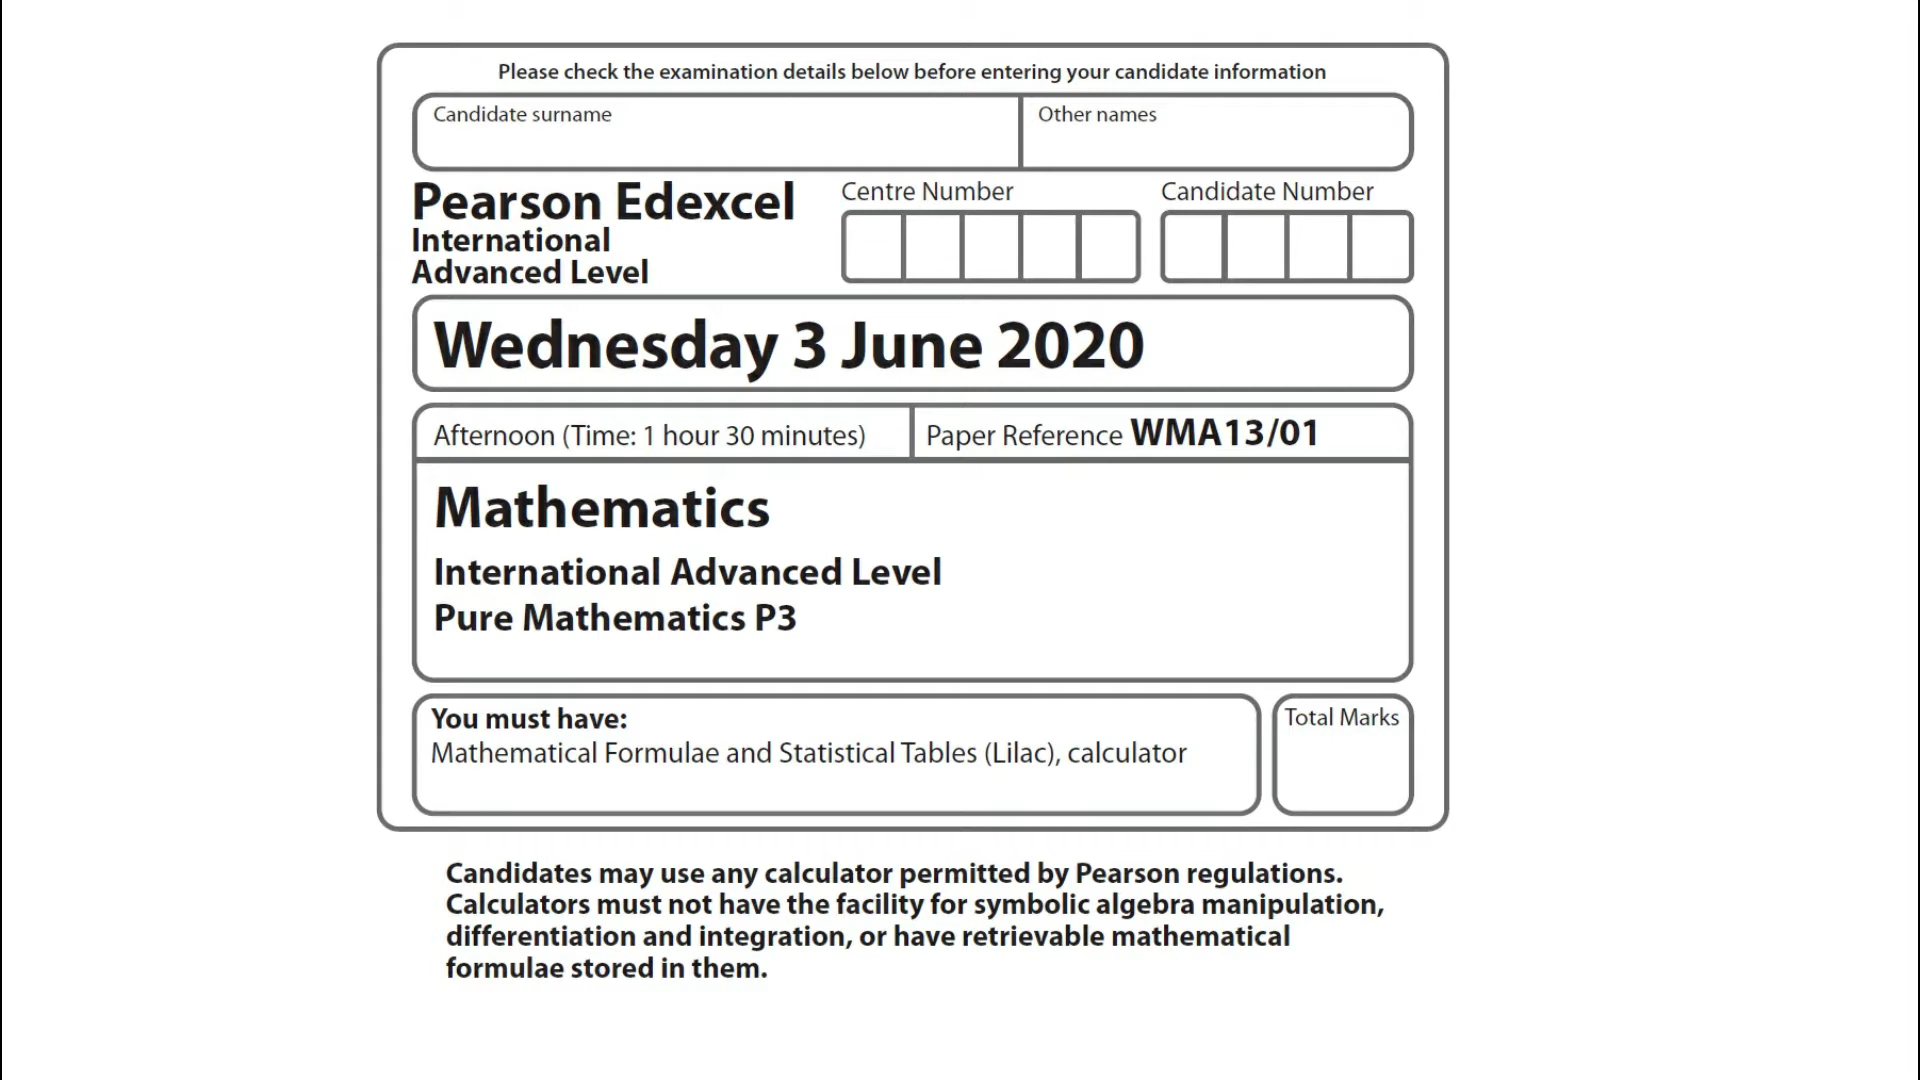 Please check the examination details below before entering your candidate information
Candidate surname
Other names
Pearson Edexcel
International
Advanced Level
Centre Number
Candidate Number
Wednesday 3 June 2020
Afternoon (Time: 1 hour 30 minutes)
Paper Reference WMA13/01
Mathematics
International Advanced Level
Pure Mathematics P3
You must have:
Mathematical Formulae and Statistical Tables (Lilac), calculator
Total Marks
Candidates may use any calculator permitted by Pearson regulations.
Calculators must not have the facility for symbolic algebra manipulation,
differentiation and integration, or have retrievable mathematical
formulae stored in them.